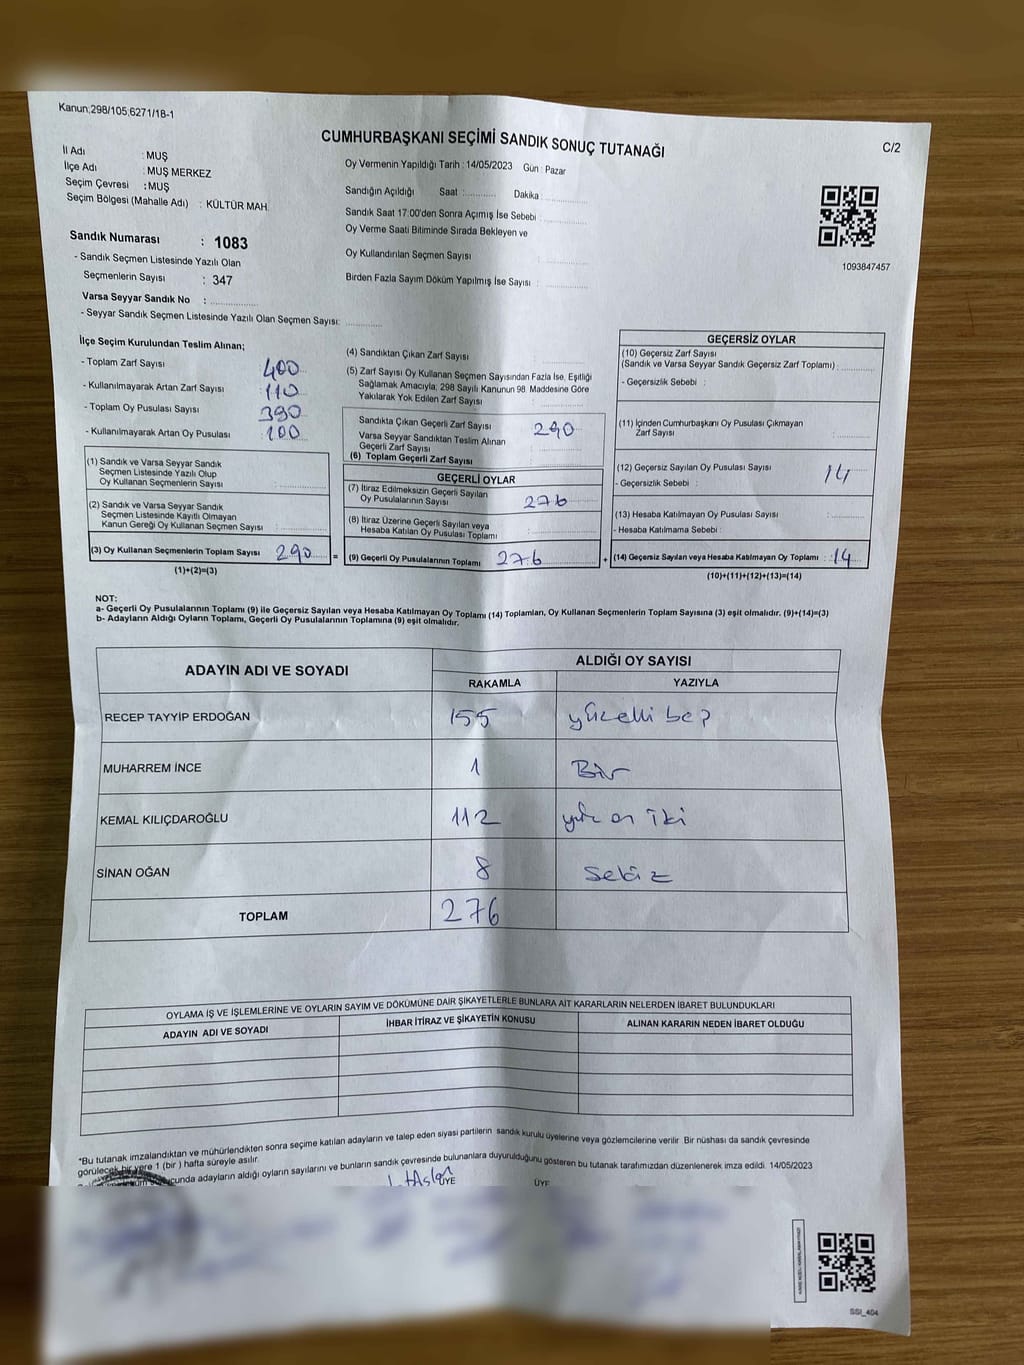 Kanun;298/105,6271/18-1
CUMHURBAŞKANI SEÇİMİ SANDIK SONUÇ TUTANAĞI
C/2
İl Adı : MUŞ
İlçe Adı : MUŞ MERKEZ
Seçim Çevresi : MUŞ
Seçim Bölgesi (Mahalle Adı) : KÜLTÜR MAH.
Oy Vermenin Yapıldığı Tarih : 14/05/2023 Gün : Pazar
Sandığın Açıldığı Saat :............ Dakika :............
Sandık Saat 17:00'den Sonra Açımış İse Sebebi :............
Oy Verme Saati Bitiminde Sırada Bekleyen ve
Oy Kullandırılan Seçmen Sayısı :............
Birden Fazla Sayım Döküm Yapılmış İse Sayısı :............
1093847457
Sandık Numarası : 1083
- Sandık Seçmen Listesinde Yazılı Olan
Seçmenlerin Sayısı : 347
Varsa Seyyar Sandık No :............
- Seyyar Sandık Seçmen Listesinde Yazılı Olan Seçmen Sayısı:............
İlçe Seçim Kurulundan Teslim Alınan;
- Toplam Zarf Sayısı : 400
- Kullanılmayarak Artan Zarf Sayısı : 110
- Toplam Oy Pusulası Sayısı : 390
- Kullanılmayarak Artan Oy Pusulası : 100
(1) Sandık ve Varsa Seyyar Sandık
Seçmen Listesinde Yazılı Olup
Oy Kullanan Seçmenlerin Sayısı :............
(2) Sandık ve Varsa Seyyar Sandık
Seçmen Listesinde Kayıtlı Olmayan
Kanun Gereği Oy Kullanan Seçmen Sayısı :............
(3) Oy Kullanan Seçmenlerin Toplam Sayısı : 290
(1)+(2)=(3)
(4) Sandıktan Çıkan Zarf Sayısı :............
(5) Zarf Sayısı Oy Kullanan Seçmen Sayısından Fazla İse, Eşitliği
Sağlamak Amacıyla; 298 Sayılı Kanunun 98. Maddesine Göre
Yakılarak Yok Edilen Zarf Sayısı :............
Sandıkta Çıkan Geçerli Zarf Sayısı : 290
Varsa Seyyar Sandıktan Teslim Alınan
Geçerli Zarf Sayısı :............
(6) Toplam Geçerli Zarf Sayısı :............
GEÇERLİ OYLAR
(7) İtiraz Edilmeksizin Geçerli Sayılan
Oy Pusulalarının Sayısı : 276
(8) İtiraz Üzerine Geçerli Sayılan veya
Hesaba Katılan Oy Pusulası Toplamı :............
= (9) Geçerli Oy Pusulalarının Toplamı : 276
GEÇERSİZ OYLAR
(10) Geçersiz Zarf Sayısı
(Sandık ve Varsa Seyyar Sandık Geçersiz Zarf Toplamı) :............
- Geçersizlik Sebebi :
(11) İçinden Cumhurbaşkanı Oy Pusulası Çıkmayan
Zarf Sayısı :............
(12) Geçersiz Sayılan Oy Pusulası Sayısı : 14
- Geçersizlik Sebebi :
(13) Hesaba Katılmayan Oy Pusulası Sayısı :............
- Hesaba Katılmama Sebebi :
+ (14) Geçersiz Sayılan veya Hesaba Katılmayan Oy Toplamı : 14
(10)+(11)+(12)+(13)=(14)
NOT:
a- Geçerli Oy Pusulalarının Toplamı (9) ile Geçersiz Sayılan veya Hesaba Katılmayan Oy Toplamı (14) Toplamları, Oy Kullanan Seçmenlerin Toplam Sayısına (3) eşit olmalıdır. (9)+(14)=(3)
b- Adayların Aldığı Oyların Toplamı, Geçerli Oy Pusulalarının Toplamına (9) eşit olmalıdır.
ADAYIN ADI VE SOYADI ALDIĞI OY SAYISI
RAKAMLA YAZIYLA
RECEP TAYYİP ERDOĞAN 155 yüzelli beş
MUHARREM İNCE 1 Bir
KEMAL KILIÇDAROĞLU 112 yüz on iki
SİNAN OĞAN 8 Sekiz
TOPLAM 276
OYLAMA İŞ VE İŞLEMLERİNE VE OYLARIN SAYIM VE DÖKÜMÜNE DAİR ŞİKAYETLERLE BUNLARA AİT KARARLARIN NELERDEN İBARET BULUNDUKLARI
ADAYIN ADI VE SOYADI İHBAR İTİRAZ VE ŞİKAYETİN KONUSU ALINAN KARARIN NEDEN İBARET OLDUĞU
*Bu tutanak imzalandıktan ve mühürlendikten sonra seçime katılan adayların ve talep eden siyasi partilerin sandık kurulu üyelerine veya gözlemcilerine verilir Bir nüshası da sandık çevresinde
görülecek bir yere 1 (bir ) hafta süreyle asılır.
sonucunda adayların aldığı oyların sayılarını ve bunların sandık çevresinde bulunanlara duyurulduğunu gösteren bu tutanak tarafımızdan düzenlenerek imza edildi. 14/05/2023
ÜYE ÜYE
SSI_404